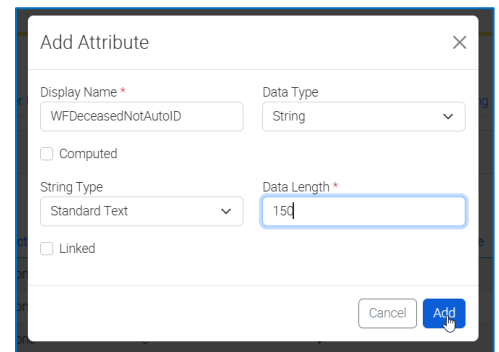 Add Attribute
Display Name * Data Type
WFDeceasedNotAutoID String
Computed
String Type Data Length *
Standard Text 150
Linked
Cancel Add